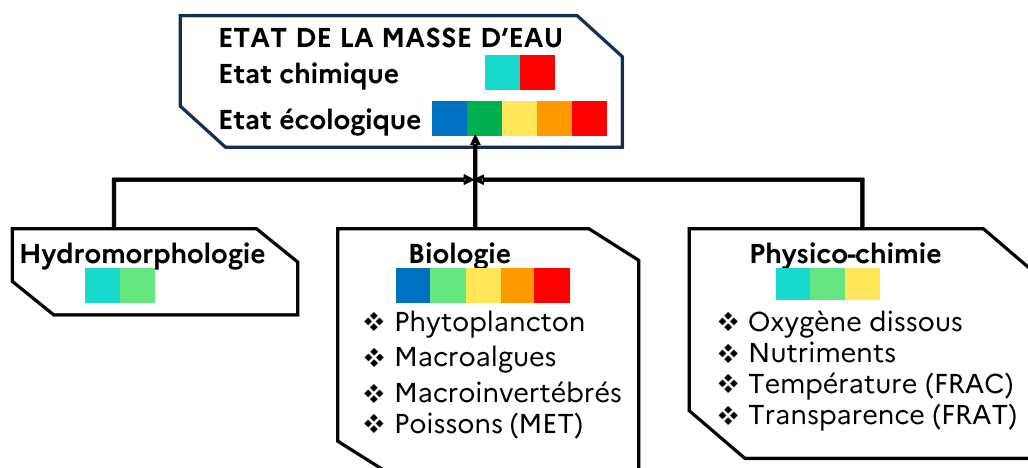 ETAT DE LA MASSE D’EAU
Etat chimique
Etat écologique
Hydromorphologie
Biologie
❖ Phytoplancton
❖ Macroalgues
❖ Macroinvertébrés
❖ Poissons (MET)
Physico-chimie
❖ Oxygène dissous
❖ Nutriments
❖ Température (FRAC)
❖ Transparence (FRAT)